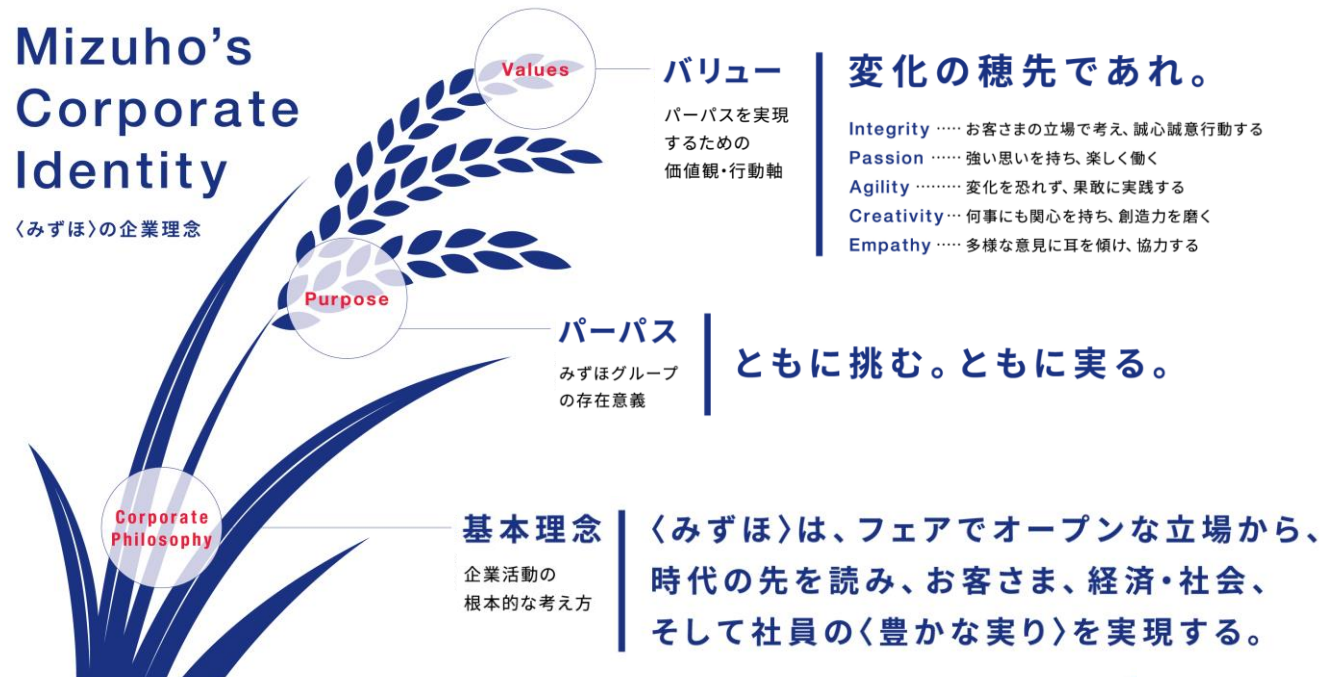 Mizuho's
Corporate
Identity
〈みずほ〉の企業理念
Values
バリュー
パーパスを実現
するための
価値観・行動軸
変化の穂先であれ。
Integrity ····· お客さまの立場で考え、誠心誠意行動する
Passion ······ 強い思いを持ち、楽しく働く
Agility ········· 変化を恐れず、果敢に実践する
Creativity ··· 何事にも関心を持ち、創造力を磨く
Empathy ····· 多様な意見に耳を傾け、協力する
Purpose
パーパス
みずほグループ
の存在意義
ともに挑む。ともに実る。
Corporate
Philosophy
基本理念
企業活動の
根本的な考え方
〈みずほ〉は、フェアでオープンな立場から、
時代の先を読み、お客さま、経済・社会、
そして社員の〈豊かな実り〉を実現する。